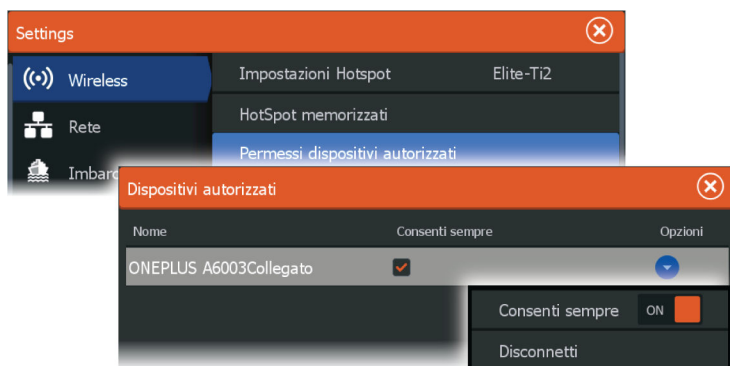 Settings
Wireless
Impostazioni Hotspot Elite-Ti2
HotSpot memorizzati
Rete
Permessi dispositivi autorizzati
Imbarc
Dispositivi autorizzati
Nome Consenti sempre Opzioni
ONEPLUS A6003Collegato
Consenti sempre ON
Disconnetti